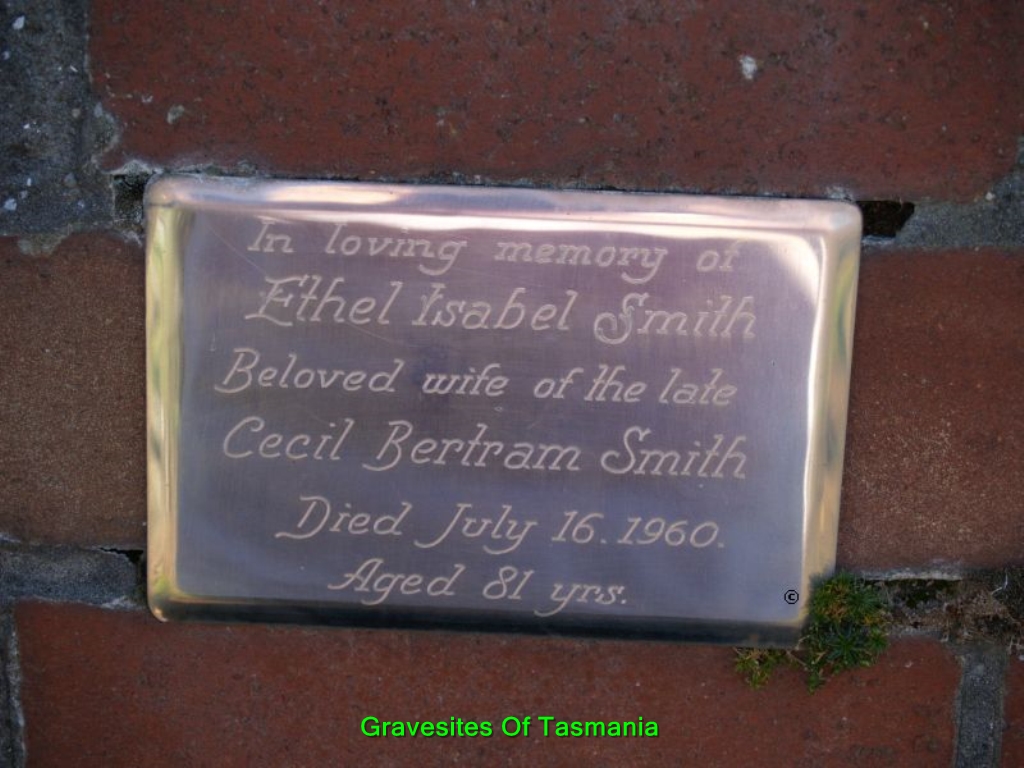 In loving memory of
Ethel Isabel Smith
Beloved wife of the late
Cecil Bertram Smith
Died July 16. 1960.
Aged 81 yrs.
©
Gravesites Of Tasmania